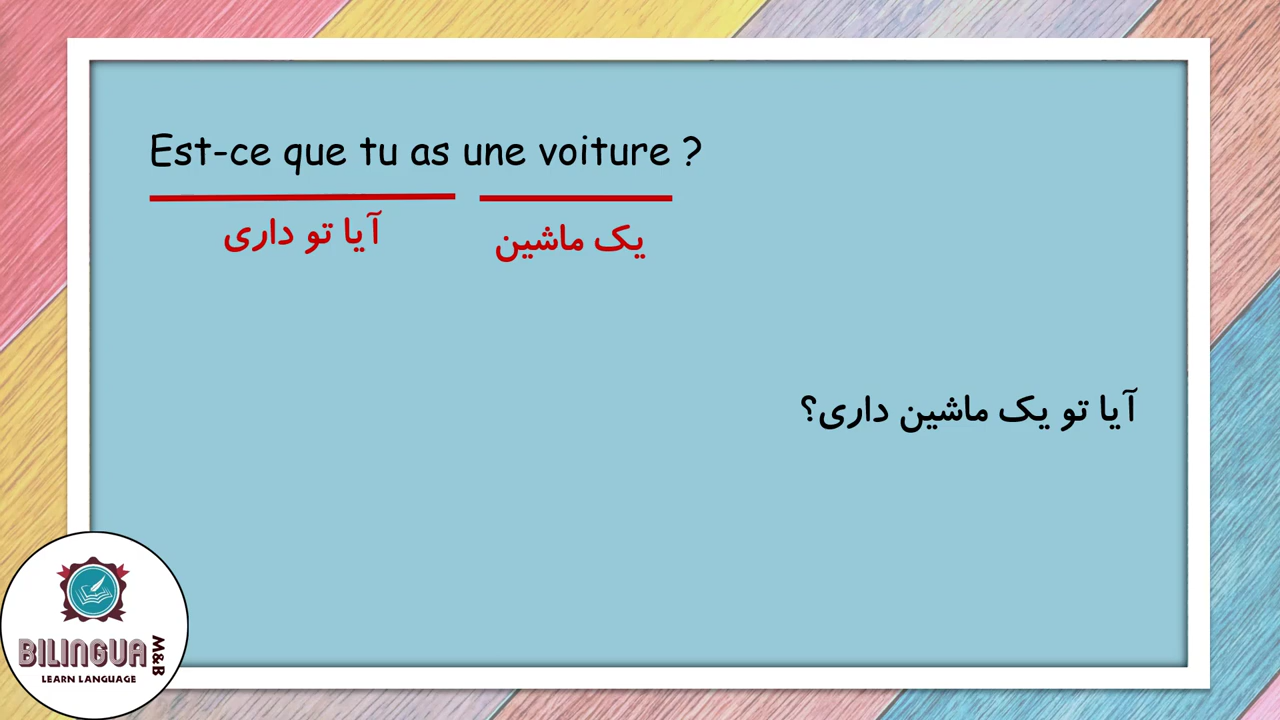 Est-ce que tu as une voiture ?
آیا تو داری
یک ماشین
آیا تو یک ماشین داری؟
BILINGUA
M&B
LEARN LANGUAGE